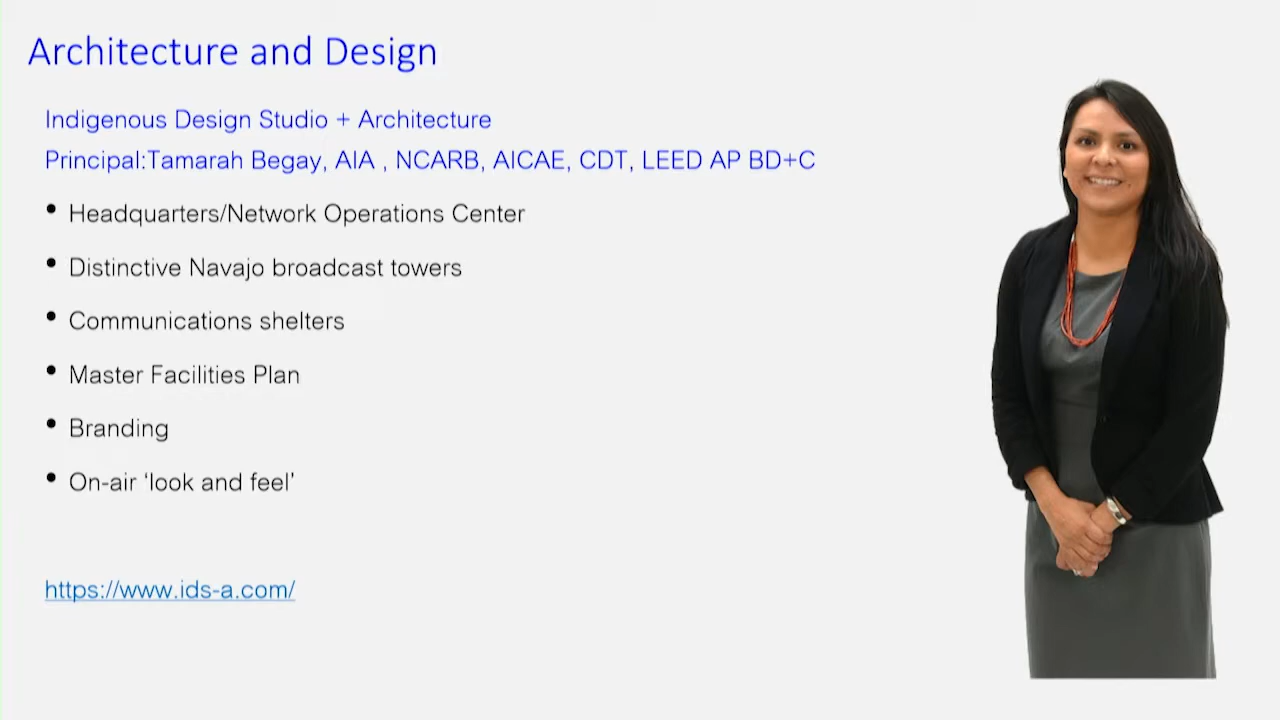 Architecture and Design
Indigenous Design Studio + Architecture
Principal:Tamarah Begay, AIA , NCARB, AICAE, CDT, LEED AP BD+C
• Headquarters/Network Operations Center
• Distinctive Navajo broadcast towers
• Communications shelters
• Master Facilities Plan
• Branding
• On-air ‘look and feel’
https://www.ids-a.com/